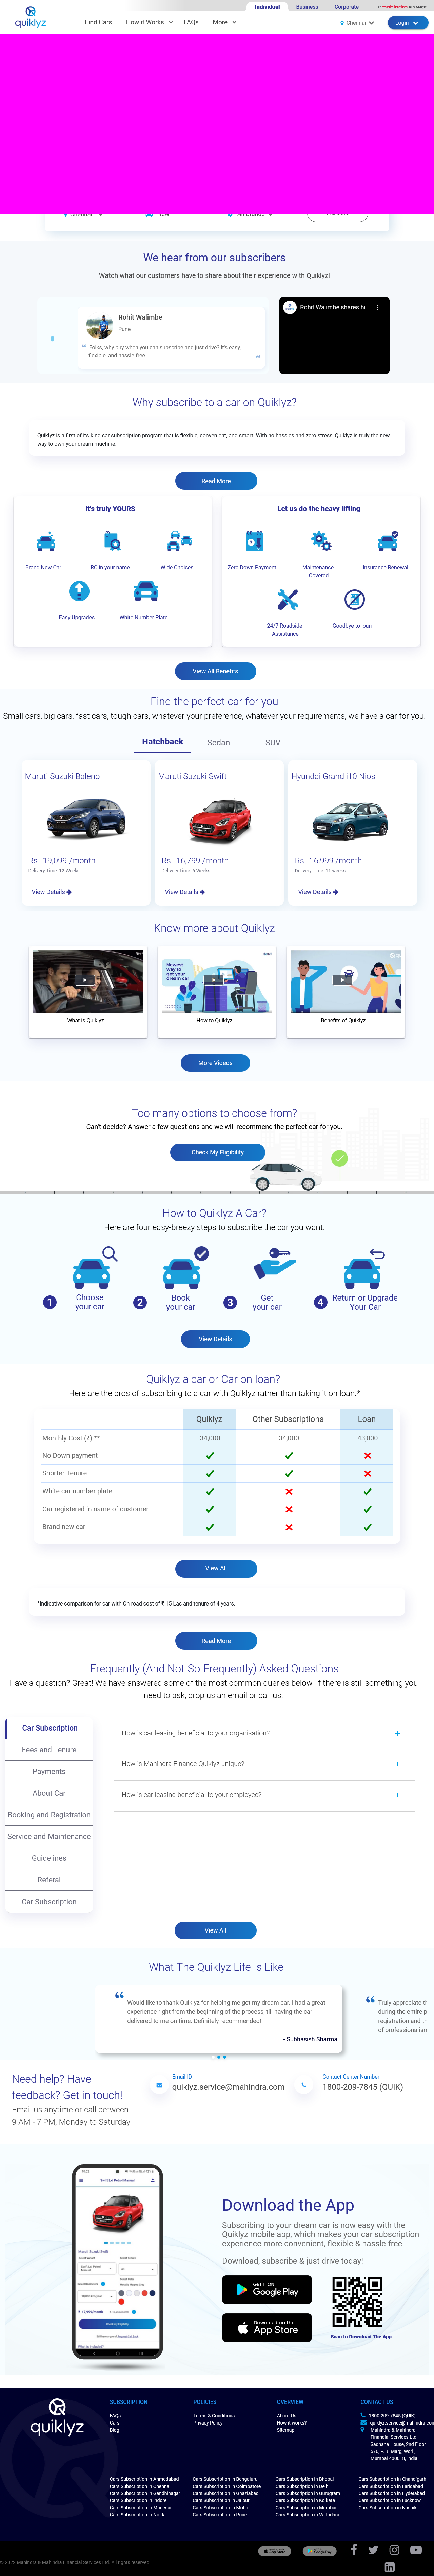 Individual Business Corporate mahindra FINANCE
quiklyz Find Cars How it Works FAQs More Chennai Login
Chennai
We hear from our subscribers
Watch what our customers have to share about their experience with Quiklyz!
Rohit Walimbe
Pune
Folks, why buy when you can subscribe and just drive? It's easy,
flexible, and hassle-free.
Rohit Walimbe shares hi...
Why subscribe to a car on Quiklyz?
Quiklyz is a first-of-its-kind car subscription program that is flexible, convenient, and smart. With no hassles and zero stress, Quiklyz is truly the new
way to own your dream machine.
Read More
It's truly YOURS
Brand New Car RC in your name Wide Choices
Easy Upgrades White Number Plate
Let us do the heavy lifting
Zero Down Payment Maintenance Covered Insurance Renewal
24/7 Roadside Assistance Goodbye to loan
View All Benefits
Find the perfect car for you
Small cars, big cars, fast cars, tough cars, whatever your preference, whatever your requirements, we have a car for you.
Hatchback Sedan SUV
Maruti Suzuki Baleno
Rs. 19,099 /month
Delivery Time: 12 Weeks
View Details
Maruti Suzuki Swift
Rs. 16,799 /month
Delivery Time: 6 Weeks
View Details
Hyundai Grand i10 Nios
Rs. 16,999 /month
Delivery Time: 11 weeks
View Details
Know more about Quiklyz
Newest way to get your dream car
What is Quiklyz
How to Quiklyz
Benefits of Quiklyz
More Videos
Too many options to choose from?
Can't decide? Answer a few questions and we will recommend the perfect car for you.
Check My Eligibility
How to Quiklyz A Car?
Here are four easy-breezy steps to subscribe the car you want.
1 Choose your car
2 Book your car
3 Get your car
4 Return or Upgrade Your Car
View Details
Quiklyz a car or Car on loan?
Here are the pros of subscribing to a car with Quiklyz rather than taking it on loan.*
Quiklyz Other Subscriptions Loan
Monthly Cost (₹) ** 34,000 34,000 43,000
No Down payment
Shorter Tenure
White car number plate
Car registered in name of customer
Brand new car
View All
*Indicative comparison for car with On-road cost of ₹ 15 Lac and tenure of 4 years.
Read More
Frequently (And Not-So-Frequently) Asked Questions
Have a question? Great! We have answered some of the most common queries below. If there is still something you
need to ask, drop us an email or call us.
Car Subscription
Fees and Tenure
Payments
About Car
Booking and Registration
Service and Maintenance
Guidelines
Referal
Car Subscription
How is car leasing beneficial to your organisation? +
How is Mahindra Finance Quiklyz unique? +
How is car leasing beneficial to your employee? +
View All
What The Quiklyz Life Is Like
Would like to thank Quiklyz for helping me get my dream car. I had a great
experience right from the beginning of the process, till having the car
delivered to me on time. Definitely recommended!
- Subhasish Sharma
Truly appreciate th
during the entire p
registration and th
of professionalism
Need help? Have
feedback? Get in touch!
Email us anytime or call between
9 AM - 7 PM, Monday to Saturday
Email ID
quiklyz.service@mahindra.com
Contact Center Number
1800-209-7845 (QUIK)
Download the App
Subscribing to your dream car is now easy with the
Quiklyz mobile app, which makes your car subscription
experience more convenient, flexible & hassle-free.
Download, subscribe & just drive today!
GET IT ON
Google Play
Download on the
App Store
Scan to Download The App
quiklyz
SUBSCRIPTION
FAQs
Cars
Blog
POLICIES
Terms & Conditions
Privacy Policy
OVERVIEW
About Us
How it works?
Sitemap
CONTACT US
1800-209-7845 (QUIK)
quiklyz.service@mahindra.com
Mahindra & Mahindra
Financial Services Ltd.
Sadhana House, 2nd Floor,
570, P. B. Marg, Worli,
Mumbai 400018, India
Cars Subscription in Ahmedabad Cars Subscription in Bengaluru Cars Subscription in Bhopal Cars Subscription in Chandigarh
Cars Subscription in Chennai Cars Subscription in Coimbatore Cars Subscription in Delhi Cars Subscription in Faridabad
Cars Subscription in Gandhinagar Cars Subscription in Ghaziabad Cars Subscription in Gurugram Cars Subscription in Hyderabad
Cars Subscription in Indore Cars Subscription in Jaipur Cars Subscription in Kolkata Cars Subscription in Lucknow
Cars Subscription in Manesar Cars Subscription in Mohali Cars Subscription in Mumbai Cars Subscription in Nashik
Cars Subscription in Noida Cars Subscription in Pune Cars Subscription in Vadodara
App Store Google Play
© 2022 Mahindra & Mahindra Financial Services Ltd. All rights reserved.